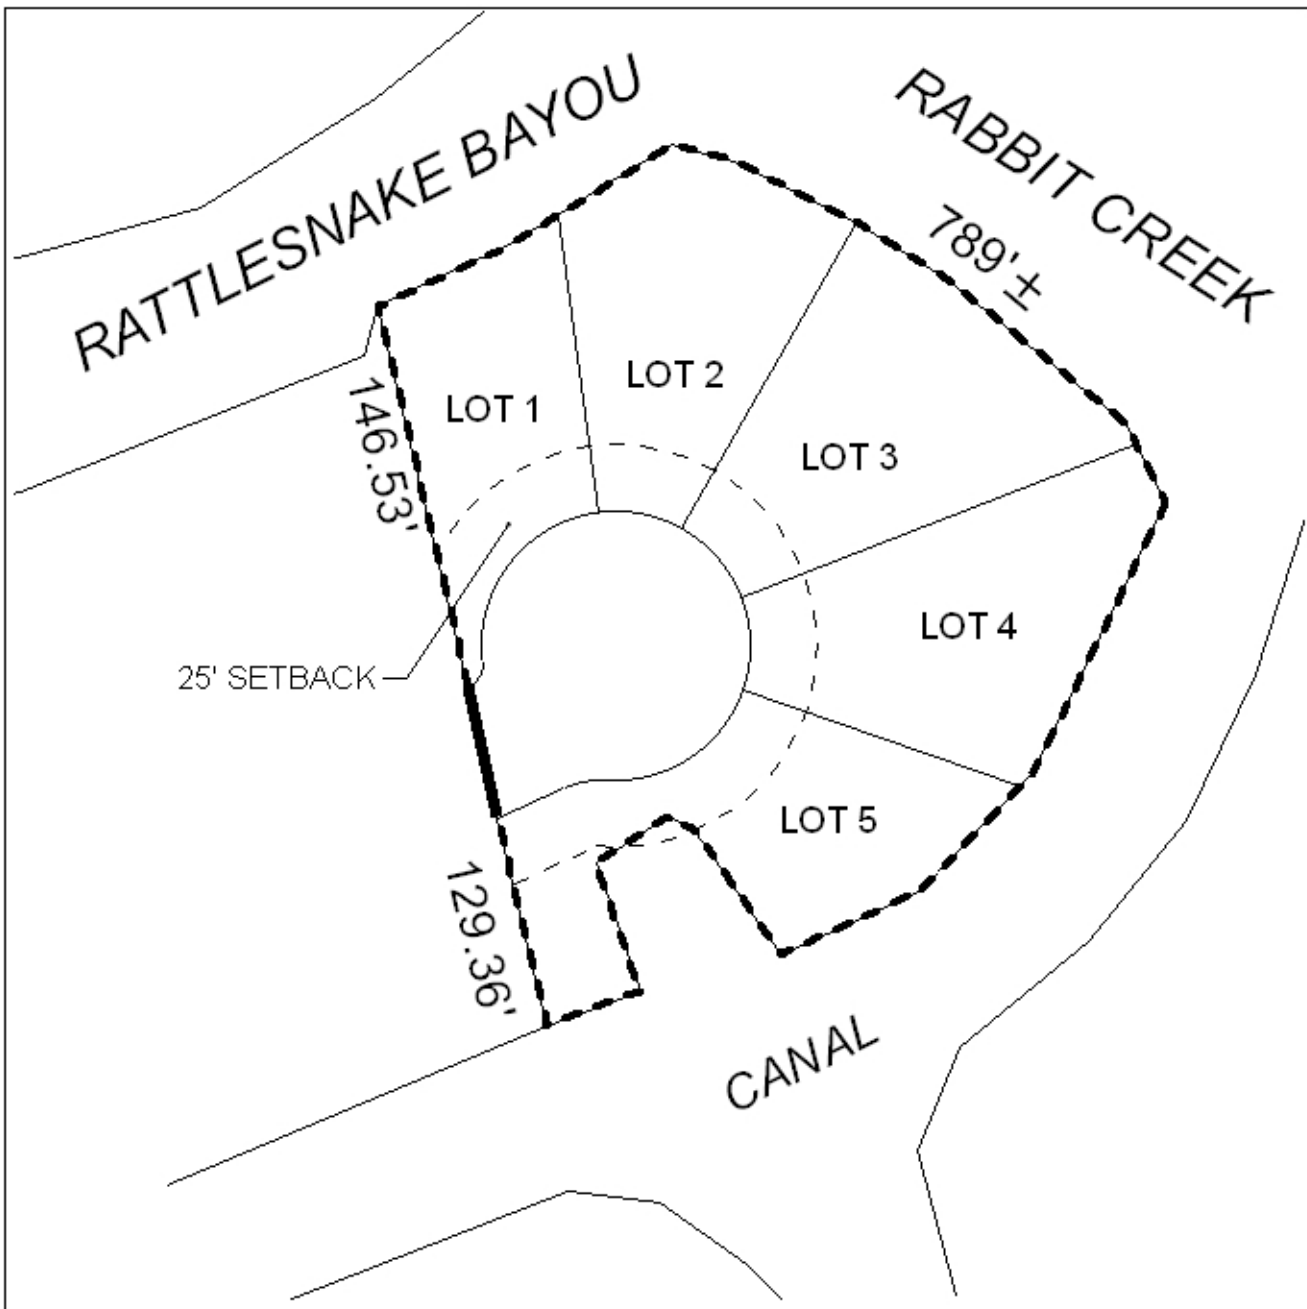 RATTLESNAKE BAYOU
RABBIT CREEK
789'±
146.53'
LOT 1
LOT 2
LOT 3
LOT 4
25' SETBACK
LOT 5
129.36'
CANAL